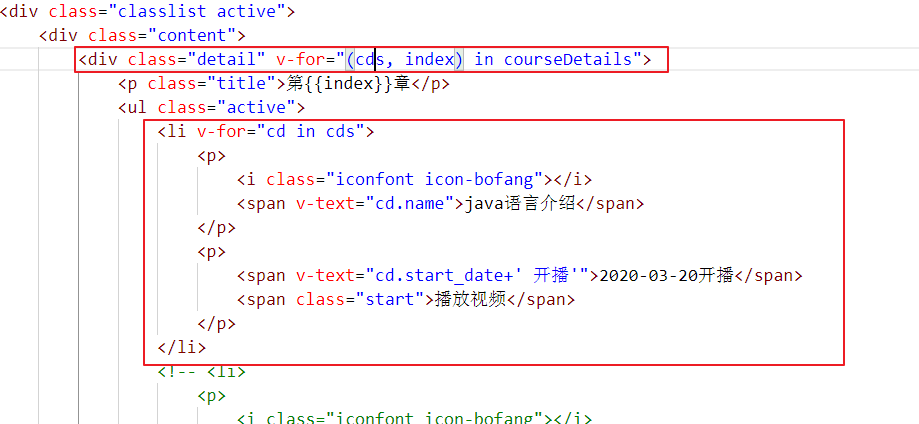 <div class="classlist active">
<div class="content">
<div class="detail" v-for="(cds, index) in courseDetails">
<p class="title">第{{index}}章</p>
<ul class="active">
<li v-for="cd in cds">
<p>
<i class="iconfont icon-bofang"></i>
<span v-text="cd.name">java语言介绍</span>
</p>
<p>
<span v-text="cd.start_date+' 开播'">2020-03-20开播</span>
<span class="start">播放视频</span>
</p>
</li>
<!-- <li>
<p>
<i class="iconfont icon-bofang"></i>